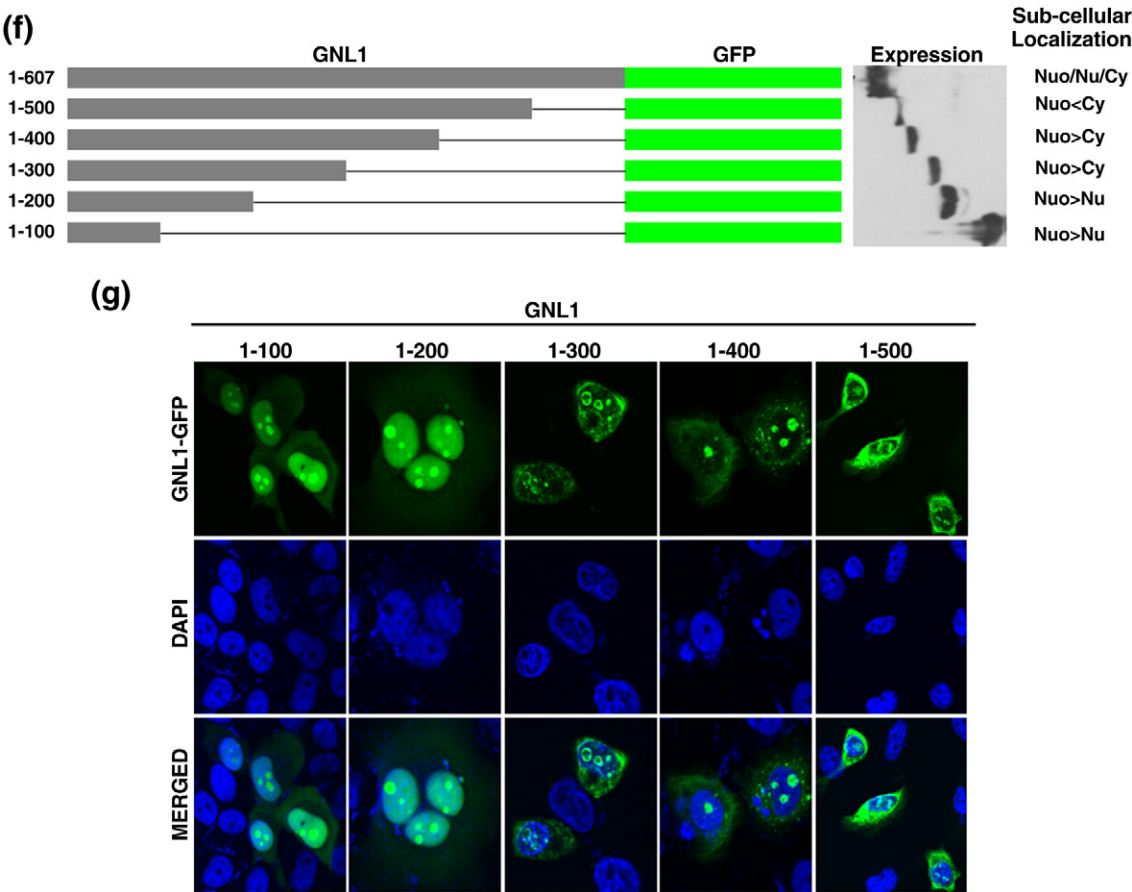 (f)
Sub-cellular
Localization
GNL1 GFP Expression
1-607 Nuo/Nu/Cy
1-500 Nuo<Cy
1-400 Nuo>Cy
1-300 Nuo>Cy
1-200 Nuo>Nu
1-100 Nuo>Nu
(g)
GNL1
1-100 1-200 1-300 1-400 1-500
GNL1-GFP
DAPI
MERGED